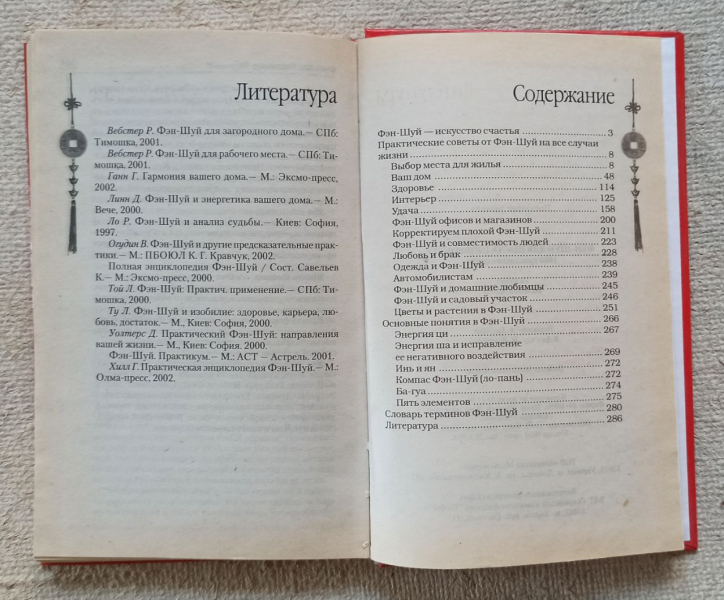 Литература
Вебстер Р. Фэн-Шуй для загородного дома.— СПб:
Тимошка, 2001.
Вебстер Р. Фэн-Шуй для рабочего места.— СПб: Ти-
мошка, 2001.
Ганн Г. Гармония вашего дома.— М.: Эксмо-пресс,
2002.
Линн Д. Фэн-Шуй и энергетика вашего дома.— М.:
Вече, 2000.
Ло Р. Фэн-Шуй и анализ судьбы.— Киев: София,
1997.
Огудин В. Фэн-Шуй и другие предсказательные прак-
тики.— М.: ПБОЮЛ К. Г. Кравчук, 2002.
Полная энциклопедия Фэн-Шуй / Сост. Савельев
К.— М.: Эксмо-пресс, 2000.
Той Л. Фэн-Шуй: Практич. применение.— СПб: Ти-
мошка, 2000.
Ту Л. Фэн-Шуй и изобилие: здоровье, карьера, лю-
бовь, достаток.— М., Киев: София, 2000.
Уолтерс Д. Практический Фэн-Шуй: направления
вашей жизни.— М., Киев: София. 2000.
Фэн-Шуй. Практикум.— М.: АСТ — Астрель. 2001.
Хилл Г. Практическая энциклопедия Фэн-Шуй.— М.:
Олма-пресс, 2002.
Содержание
Фэн-Шуй — искусство счастья 3
Практические советы от Фэн-Шуй на все случаи
жизни 8
Выбор места для жилья 8
Ваш дом 48
Здоровье 114
Интерьер 125
Удача 158
Фэн-Шуй офисов и магазинов 200
Корректируем плохой Фэн-Шуй 211
Фэн-Шуй и совместимость людей 223
Любовь и брак 228
Одежда и Фэн-Шуй 238
Автомобилистам 239
Фэн-Шуй и домашние любимцы 245
Фэн-Шуй и садовый участок 246
Цветы и растения в Фэн-Шуй 251
Основные понятия в Фэн-Шуй 266
Энергия ци 267
Энергия ша и исправление
ее негативного воздействия 269
Инь и ян 272
Компас Фэн-Шуй (ло-пань) 272
Ба-гуа 274
Пять элементов 275
Словарь терминов Фэн-Шуй 280
Литература 286